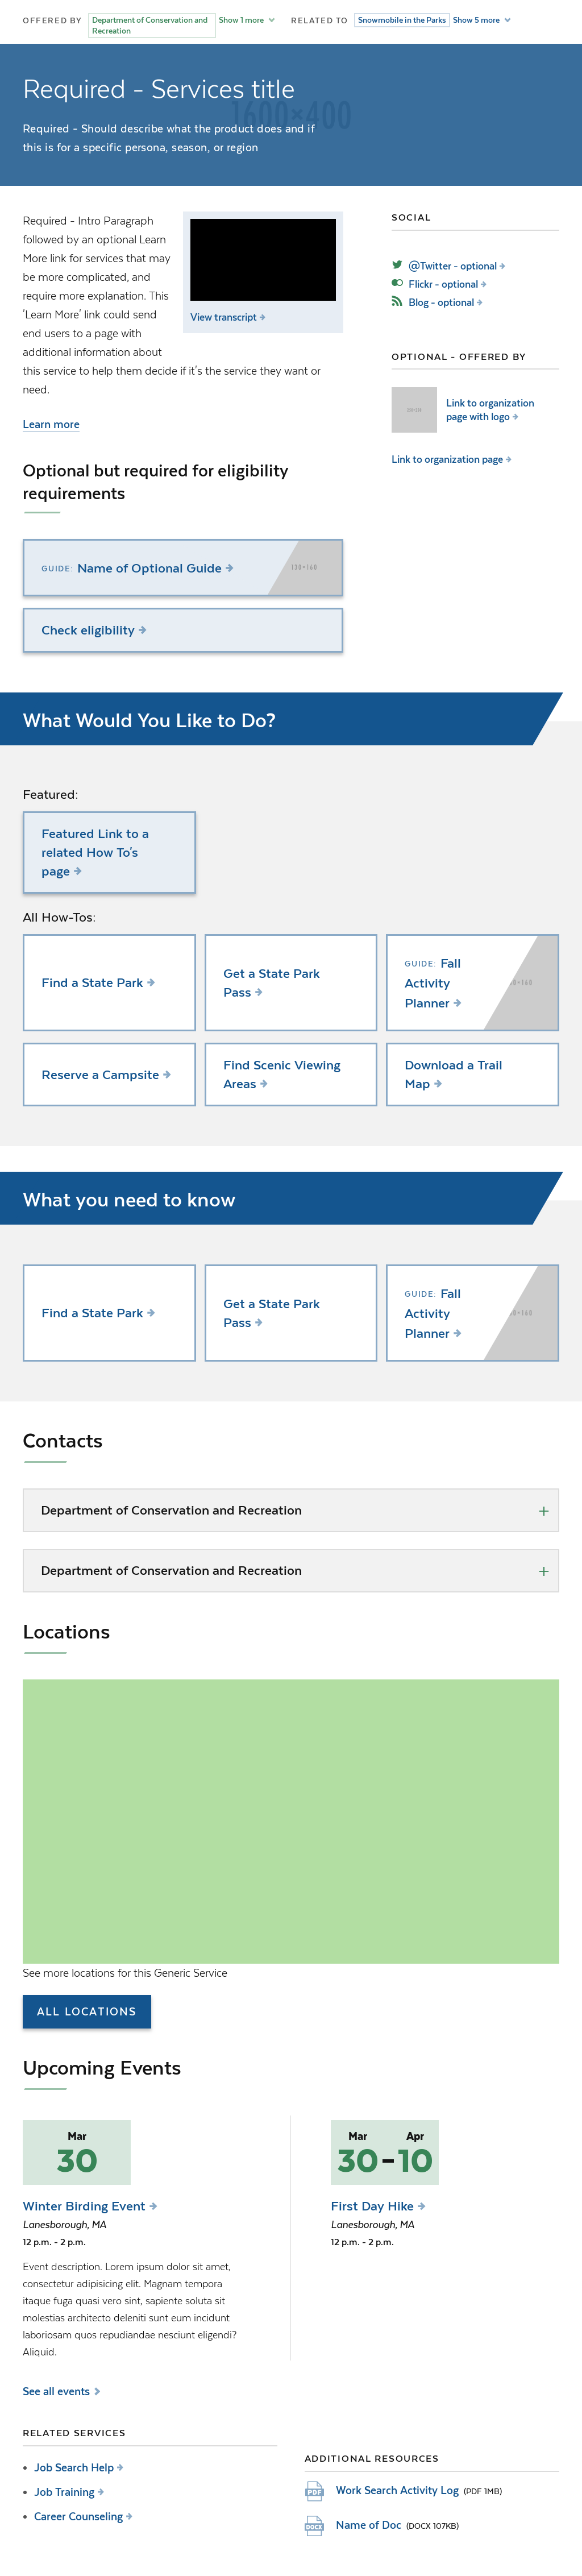 OFFERED BY
Department of Conservation and
Recreation
Show 1 more
RELATED TO
Snowmobile in the Parks
Show 5 more
Required - Services title
1600×400
Required - Should describe what the product does and if
this is for a specific persona, season, or region
Required - Intro Paragraph
followed by an optional Learn
More link for services that may
be more complicated, and
require more explanation. This
'Learn More' link could send
end users to a page with
additional information about
this service to help them decide if it's the service they want or
need.
View transcript
Learn more
SOCIAL
@Twitter - optional
Flickr - optional
Blog - optional
OPTIONAL - OFFERED BY
Link to organization
page with logo
Link to organization page
Optional but required for eligibility
requirements
GUIDE: Name of Optional Guide
130×160
Check eligibility
What Would You Like to Do?
Featured:
Featured Link to a
related How To's
page
All How-Tos:
Find a State Park
Get a State Park
Pass
GUIDE: Fall
Activity
Planner
Reserve a Campsite
Find Scenic Viewing
Areas
Download a Trail
Map
What you need to know
Find a State Park
Get a State Park
Pass
GUIDE: Fall
Activity
Planner
Contacts
Department of Conservation and Recreation
Department of Conservation and Recreation
Locations
See more locations for this Generic Service
ALL LOCATIONS
Upcoming Events
Mar
30
Winter Birding Event
Lanesborough, MA
12 p.m. - 2 p.m.
Event description. Lorem ipsum dolor sit amet,
consectetur adipisicing elit. Magnam tempora
itaque fuga quasi vero sint, sapiente soluta sit
molestias architecto deleniti sunt eum incidunt
laboriosam quos repudiandae nesciunt eligendi?
Aliquid.
Mar Apr
30-10
First Day Hike
Lanesborough, MA
12 p.m. - 2 p.m.
See all events
RELATED SERVICES
Job Search Help
Job Training
Career Counseling
ADDITIONAL RESOURCES
PDF
Work Search Activity Log (PDF 1MB)
DOCX
Name of Doc (DOCX 107KB)